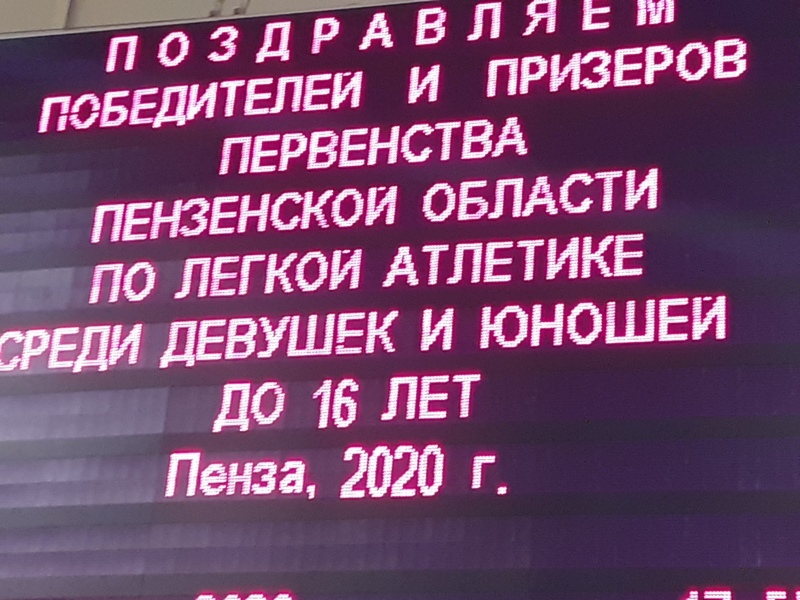 ПОЗДРАВЛЯЕМ
ПОБЕДИТЕЛЕЙ И ПРИЗЕРОВ
ПЕРВЕНСТВА
ПЕНЗЕНСКОЙ ОБЛАСТИ
ПО ЛЕГКОЙ АТЛЕТИКЕ
СРЕДИ ДЕВУШЕК И ЮНОШЕЙ
ДО 16 ЛЕТ
Пенза, 2020 г.